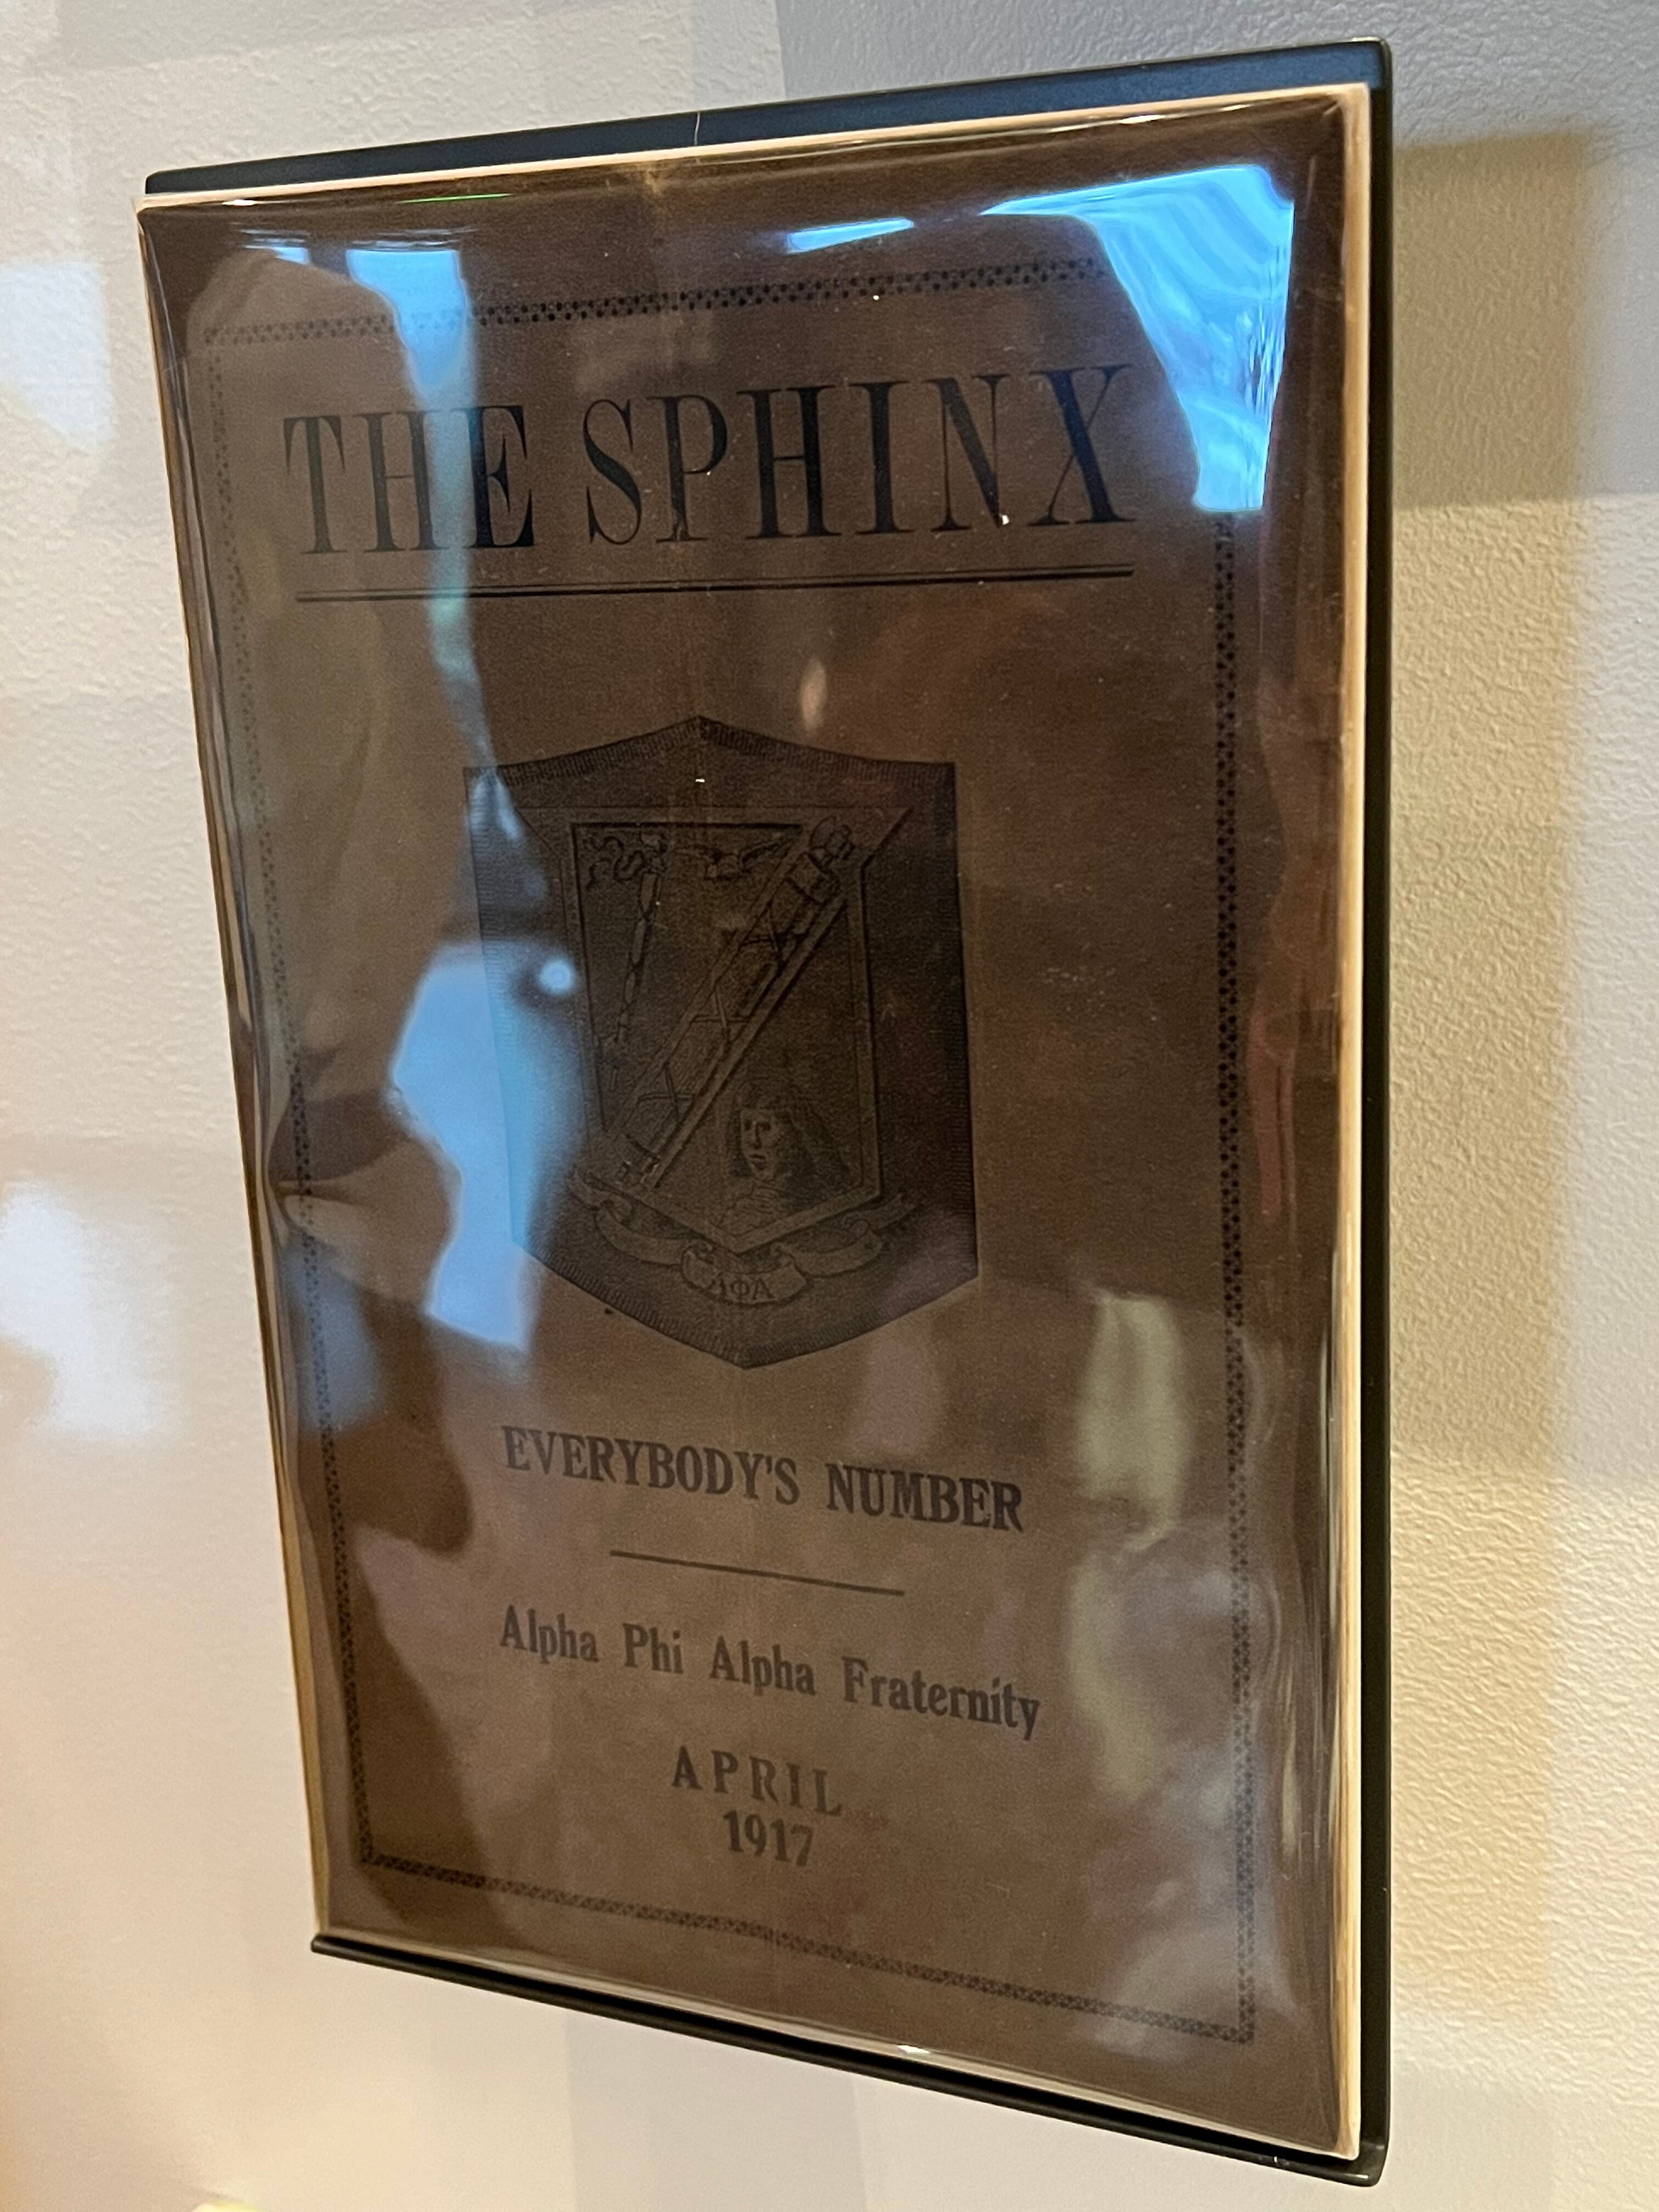 THE SPHINX
ΑΦΑ
EVERYBODY'S NUMBER
Alpha Phi Alpha Fraternity
APRIL
1917